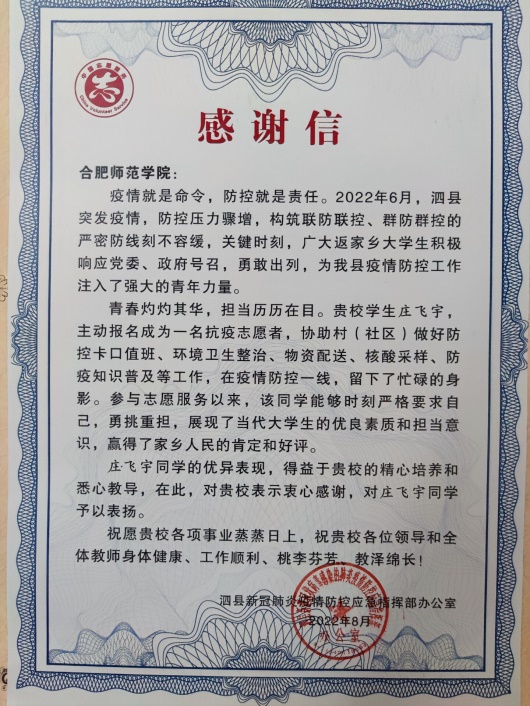 中国志愿服务
China Volunteer Service
感谢信
合肥师范学院：
疫情就是命令，防控就是责任。2022年6月，泗县
突发疫情，防控压力骤增，构筑联防联控、群防群控的
严密防线刻不容缓，关键时刻，广大返家乡大学生积极
响应党委、政府号召，勇敢出列，为我县疫情防控工作
注入了强大的青年力量。
青春灼灼其华，担当历历在目。贵校学生庄飞宇，
主动报名成为一名抗疫志愿者，协助村（社区）做好防
控卡口值班、环境卫生整治、物资配送、核酸采样、防
疫知识普及等工作，在疫情防控一线，留下了忙碌的身
影。参与志愿服务以来，该同学能够时刻严格要求自
己，勇挑重担，展现了当代大学生的优良素质和担当意
识，赢得了家乡人民的肯定和好评。
庄飞宇同学的优异表现，得益于贵校的精心培养和
悉心教导，在此，对贵校表示衷心感谢，对庄飞宇同学
予以表扬。
祝愿贵校各项事业蒸蒸日上，祝贵校各位领导和全
体教师身体健康、工作顺利、桃李芬芳、教泽绵长！
泗县新冠肺炎疫情防控应急指挥部办公室
2022年8月
办公室